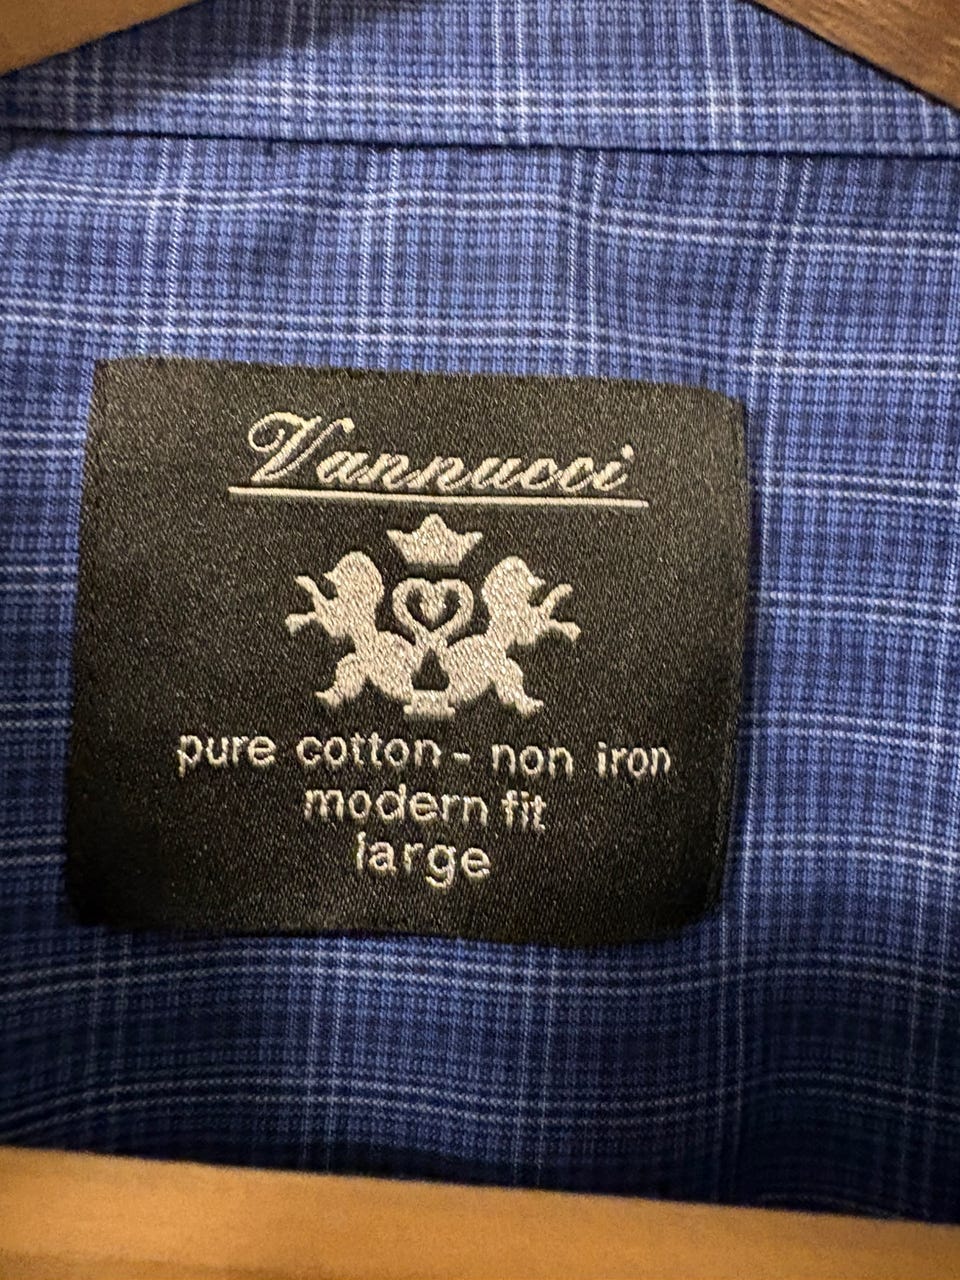 Vannucci
pure cotton - non iron
modern fit
large